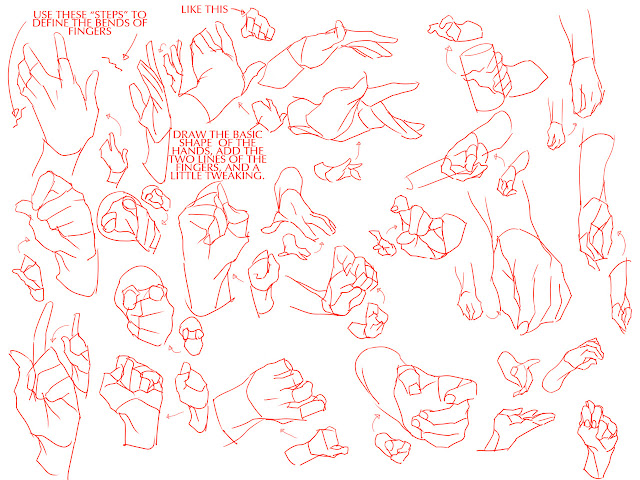 USE THESE “STEPS” TO
DEFINE THE BENDS OF
FINGERS
LIKE THIS
DRAW THE BASIC
SHAPE OF THE
HANDS, ADD THE
TWO LINES OF THE
FINGERS, AND A
LITTLE TWEAKING.